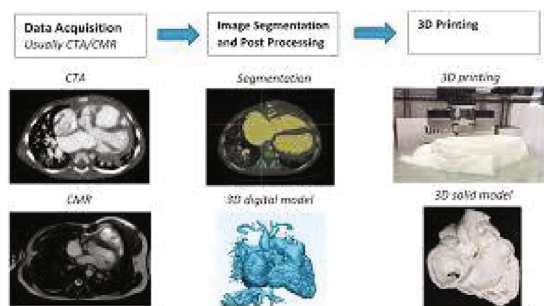 Data Acquisition
Usually CTA/CMR
Image Segmentation
and Post Processing
3D Printing
CTA
Segmentation
3D printing
CMR
3D digital model
3D solid model